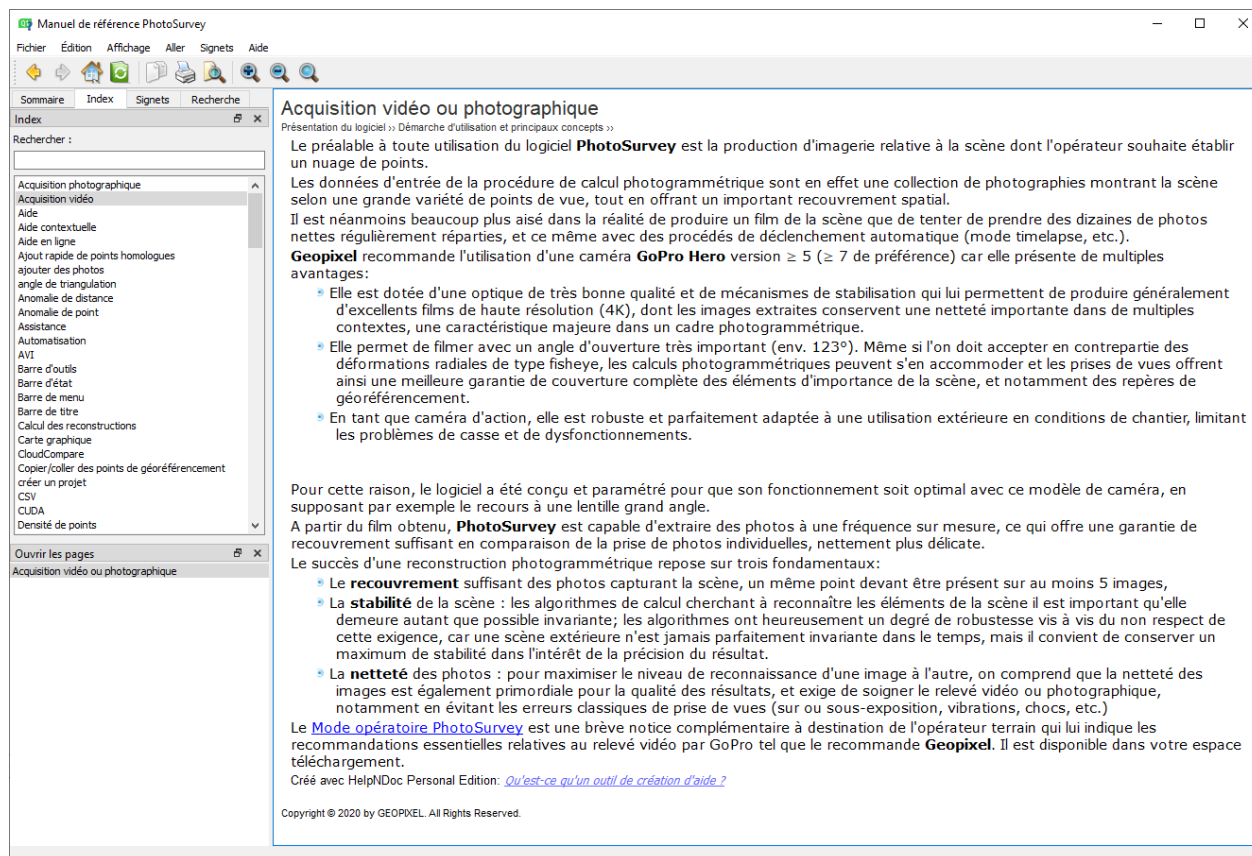 Manuel de référence PhotoSurvey
Fichier Édition Affichage Aller Signets Aide
Sommaire Index Signets Recherche
Index
Rechercher :
Acquisition photographique
Acquisition vidéo
Aide
Aide contextuelle
Aide en ligne
Ajout rapide de points homologues
ajouter des photos
angle de triangulation
Anomalie de distance
Anomalie de point
Assistance
Automatisation
AVI
Barre d'outils
Barre d'état
Barre de menu
Barre de titre
Calcul des reconstructions
Carte graphique
CloudCompare
Copier/coller des points de géoréférencement
créer un projet
CSV
CUDA
Densité de points
Ouvrir les pages
Acquisition vidéo ou photographique
Acquisition vidéo ou photographique
Présentation du logiciel ›› Démarche d'utilisation et principaux concepts ››
Le préalable à toute utilisation du logiciel PhotoSurvey est la production d'imagerie relative à la scène dont l'opérateur souhaite établir
un nuage de points.
Les données d'entrée de la procédure de calcul photogrammétrique sont en effet une collection de photographies montrant la scène
selon une grande variété de points de vue, tout en offrant un important recouvrement spatial.
Il est néanmoins beaucoup plus aisé dans la réalité de produire un film de la scène que de tenter de prendre des dizaines de photos
nettes régulièrement réparties, et ce même avec des procédés de déclenchement automatique (mode timelapse, etc.).
Geopixel recommande l'utilisation d'une caméra GoPro Hero version ≥ 5 (≥ 7 de préférence) car elle présente de multiples
avantages:
Elle est dotée d'une optique de très bonne qualité et de mécanismes de stabilisation qui lui permettent de produire généralement
d'excellents films de haute résolution (4K), dont les images extraites conservent une netteté importante dans de multiples
contextes, une caractéristique majeure dans un cadre photogrammétrique.
Elle permet de filmer avec un angle d'ouverture très important (env. 123°). Même si l'on doit accepter en contrepartie des
déformations radiales de type fisheye, les calculs photogrammétriques peuvent s'en accommoder et les prises de vues offrent
ainsi une meilleure garantie de couverture complète des éléments d'importance de la scène, et notamment des repères de
géoréférencement.
En tant que caméra d'action, elle est robuste et parfaitement adaptée à une utilisation extérieure en conditions de chantier, limitant
les problèmes de casse et de dysfonctionnements.
Pour cette raison, le logiciel a été conçu et paramétré pour que son fonctionnement soit optimal avec ce modèle de caméra, en
supposant par exemple le recours à une lentille grand angle.
A partir du film obtenu, PhotoSurvey est capable d'extraire des photos à une fréquence sur mesure, ce qui offre une garantie de
recouvrement suffisant en comparaison de la prise de photos individuelles, nettement plus délicate.
Le succès d'une reconstruction photogrammétrique repose sur trois fondamentaux:
Le recouvrement suffisant des photos capturant la scène, un même point devant être présent sur au moins 5 images,
La stabilité de la scène : les algorithmes de calcul cherchant à reconnaître les éléments de la scène il est important qu'elle
demeure autant que possible invariante; les algorithmes ont heureusement un degré de robustesse vis à vis du non respect de
cette exigence, car une scène extérieure n'est jamais parfaitement invariante dans le temps, mais il convient de conserver un
maximum de stabilité dans l'intérêt de la précision du résultat.
La netteté des photos : pour maximiser le niveau de reconnaissance d'une image à l'autre, on comprend que la netteté des
images est également primordiale pour la qualité des résultats, et exige de soigner le relevé vidéo ou photographique,
notamment en évitant les erreurs classiques de prise de vues (sur ou sous-exposition, vibrations, chocs, etc.)
Le Mode opératoire PhotoSurvey est une brève notice complémentaire à destination de l'opérateur terrain qui lui indique les
recommandations essentielles relatives au relevé vidéo par GoPro tel que le recommande Geopixel. Il est disponible dans votre espace
téléchargement.
Créé avec HelpNDoc Personal Edition: Qu'est-ce qu'un outil de création d'aide ?
Copyright © 2020 by GEOPIXEL. All Rights Reserved.